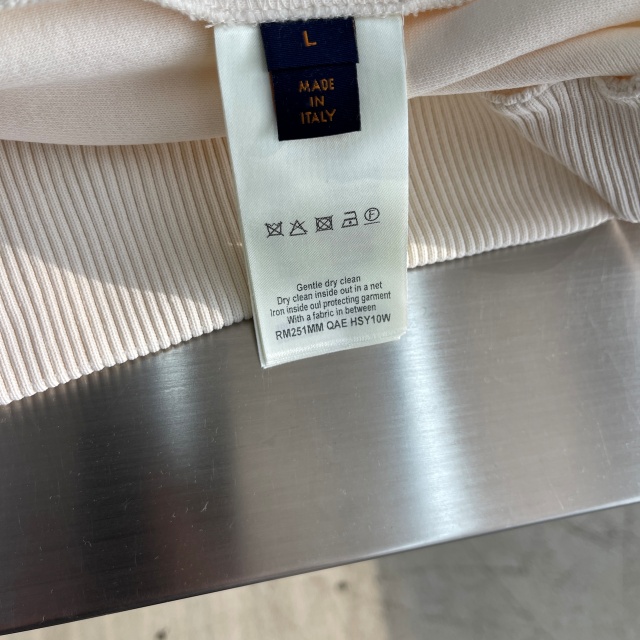 L
MADE
IN
ITALY
Gentle dry clean
Dry clean inside out in a net
Iron inside out protecting garment
With a fabric in between
RM251MM QAE HSY10W